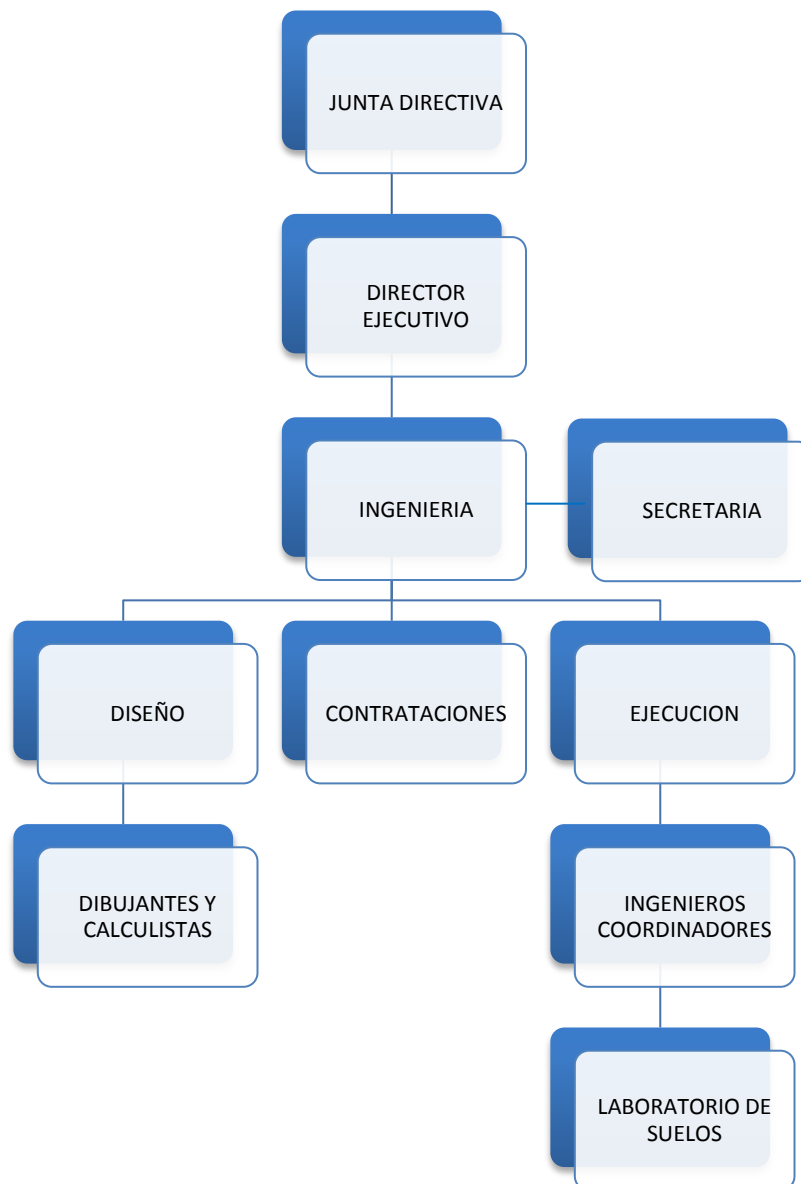 JUNTA DIRECTIVA
DIRECTOR
EJECUTIVO
INGENIERIA
SECRETARIA
DISEÑO
CONTRATACIONES
EJECUCION
DIBUJANTES Y
CALCULISTAS
INGENIEROS
COORDINADORES
LABORATORIO DE
SUELOS